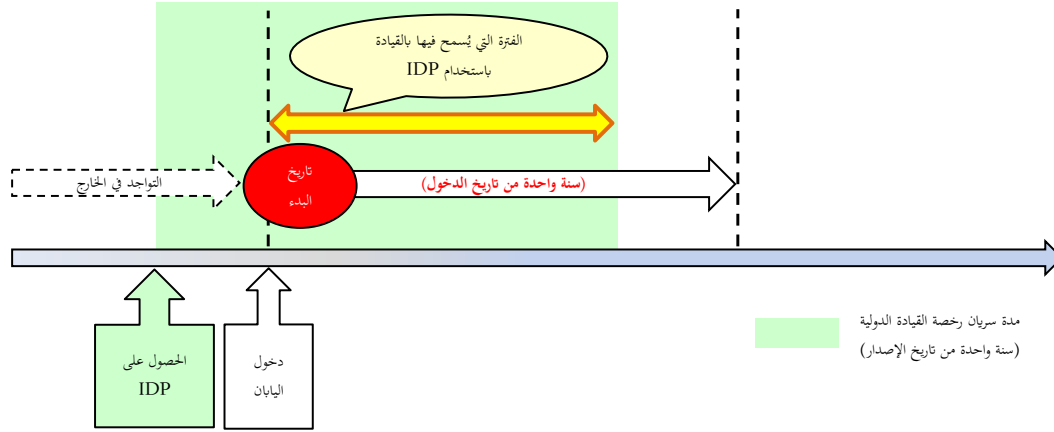 الفترة التي يُسمح فيها بالقيادة
باستخدام IDP
التواجد في الخارج
تاريخ
البدء
(سنة واحدة من تاريخ الدخول)
الحصول على
IDP
دخول
اليابان
مدة سريان رخصة القيادة الدولية
(سنة واحدة من تاريخ الإصدار)